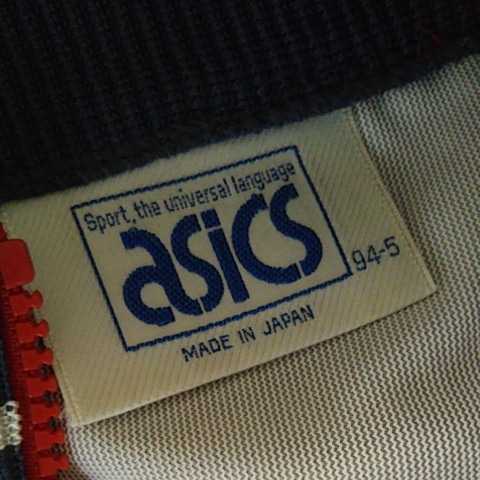 Sport, the universal language
asics
94-5
MADE IN JAPAN